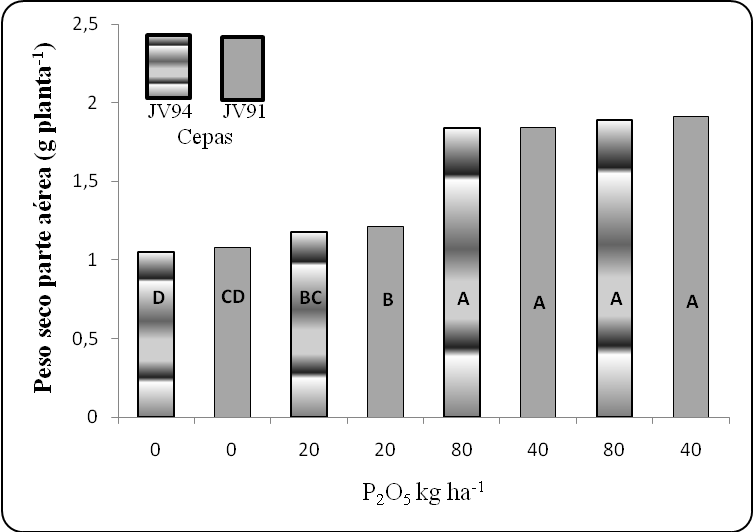 Peso seco parte aérea (g planta⁻¹)
2,5
2
1,5
1
0,5
0
JV94 JV91
Cepas
D CD BC B A A A A
0 0 20 20 80 40 80 40
P₂O₅ kg ha⁻¹